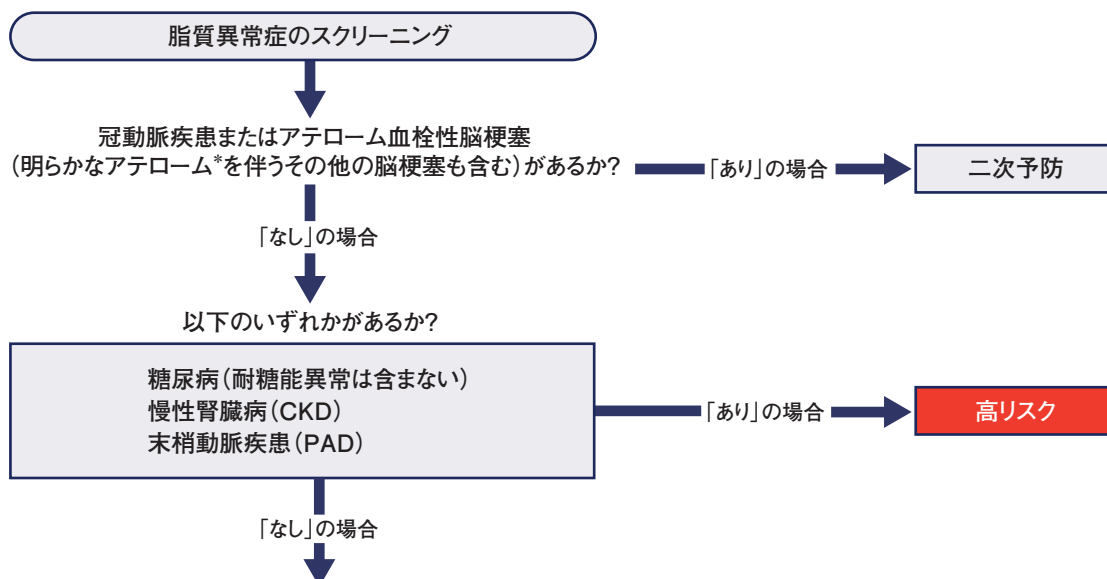 脂質異常症のスクリーニング
冠動脈疾患またはアテローム血栓性脳梗塞
(明らかなアテローム*を伴うその他の脳梗塞も含む)があるか?
「あり」の場合
二次予防
「なし」の場合
以下のいずれかがあるか?
糖尿病(耐糖能異常は含まない)
慢性腎臓病(CKD)
末梢動脈疾患(PAD)
「あり」の場合
高リスク
「なし」の場合